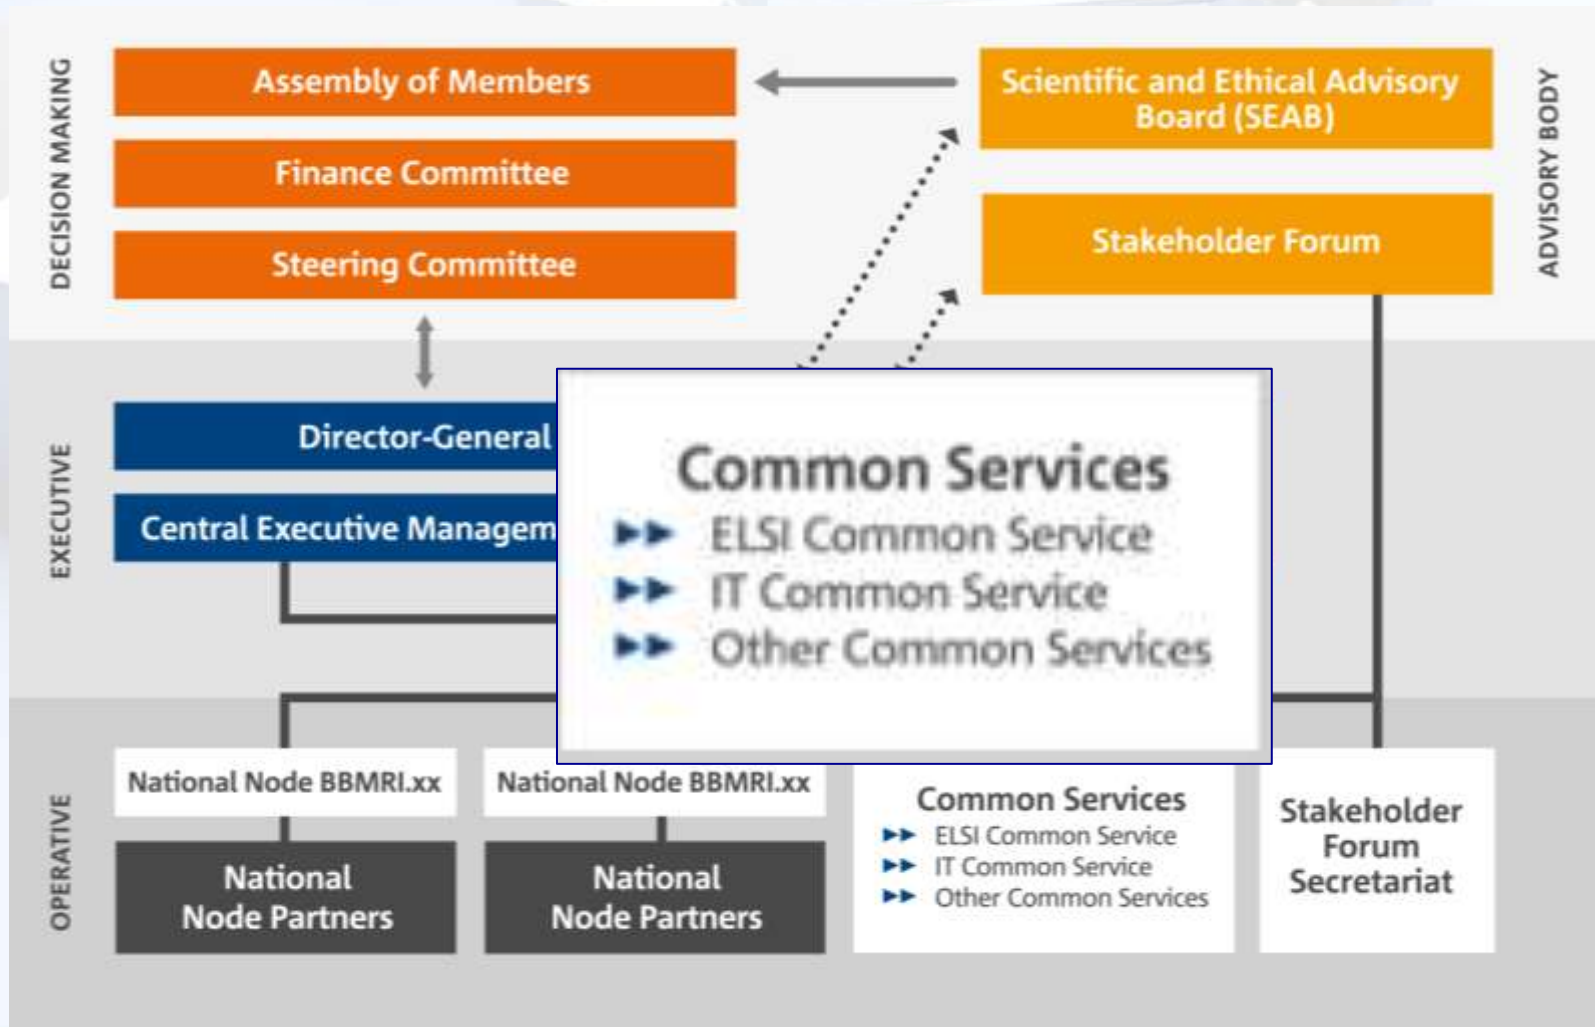 DECISION MAKING
Assembly of Members
Finance Committee
Steering Committee
Scientific and Ethical Advisory
Board (SEAB)
Stakeholder Forum
ADVISORY BODY
EXECUTIVE
Director-General
Central Executive Managem
Common Services
ELSI Common Service
IT Common Service
Other Common Services
OPERATIVE
National Node BBMRI.xx
National
Node Partners
National Node BBMRI.xx
National
Node Partners
Common Services
ELSI Common Service
IT Common Service
Other Common Services
Stakeholder
Forum
Secretariat